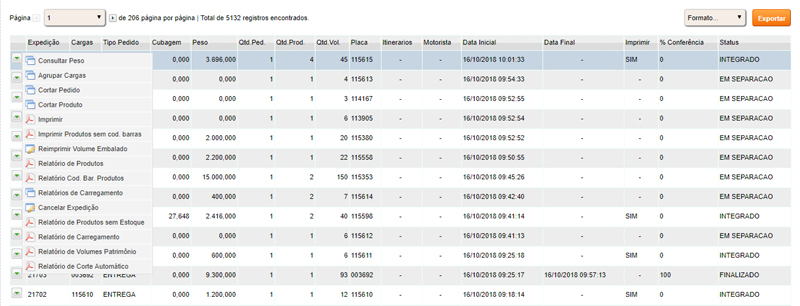 Página 1 de 206 página por página | Total de 5132 registros encontrados. Formato... Exportar
Expedição Cargas Tipo Pedido Cubagem Peso Qtd.Ped. Qtd.Prod. Qtd.Vol. Placa Itinerarios Motorista Data Inicial Data Final Imprimir % Conferência Status
Consultar Peso 0,000 3.696,000 1 4 45 115615 - - 16/10/2018 10:01:33 - SIM 0 INTEGRADO
Agrupar Cargas 0,000 0,000 1 1 4 115613 - - 16/10/2018 09:54:33 - - 0 EM SEPARACAO
Cortar Pedido
Cortar Produto 0,000 0,000 1 1 3 114167 - - 16/10/2018 09:52:55 - - 0 EM SEPARACAO
Imprimir 0,000 0,000 1 1 6 113905 - - 16/10/2018 09:52:54 - - 0 EM SEPARACAO
Imprimir Produtos sem cod. barras 0,000 2.000,000 1 1 20 115380 - - 16/10/2018 09:52:52 - - 0 EM SEPARACAO
Reimprimir Volume Embalado
Relatório de Produtos 0,000 2.200,000 1 1 22 115558 - - 16/10/2018 09:50:55 - - 0 EM SEPARACAO
Relatório Cod. Bar. Produtos 0,000 15.000,000 1 2 150 115353 - - 16/10/2018 09:45:26 - - 0 EM SEPARACAO
Relatórios de Carregamento 0,000 400,000 1 2 7 115614 - - 16/10/2018 09:42:40 - - 0 EM SEPARACAO
Cancelar Expedição
Relatório de Produtos sem Estoque 27,648 2.416,000 1 2 40 115598 - - 16/10/2018 09:41:14 - SIM 0 INTEGRADO
Relatório de Carregamento 0,000 0,000 1 1 6 115612 - - 16/10/2018 09:41:13 - - 0 EM SEPARACAO
Relatório de Volumes Patrimônio 0,000 600,000 1 1 6 115611 - - 16/10/2018 09:25:18 - SIM 0 INTEGRADO
Relatório de Corte Automático
21703 003692 ENTREGA 0,000 9.300,000 1 1 93 003692 - - 16/10/2018 09:25:17 16/10/2018 09:57:13 - 100 FINALIZADO
21702 115610 ENTREGA 0,000 1.200,000 1 1 12 115610 - - 16/10/2018 09:18:14 - SIM 0 INTEGRADO